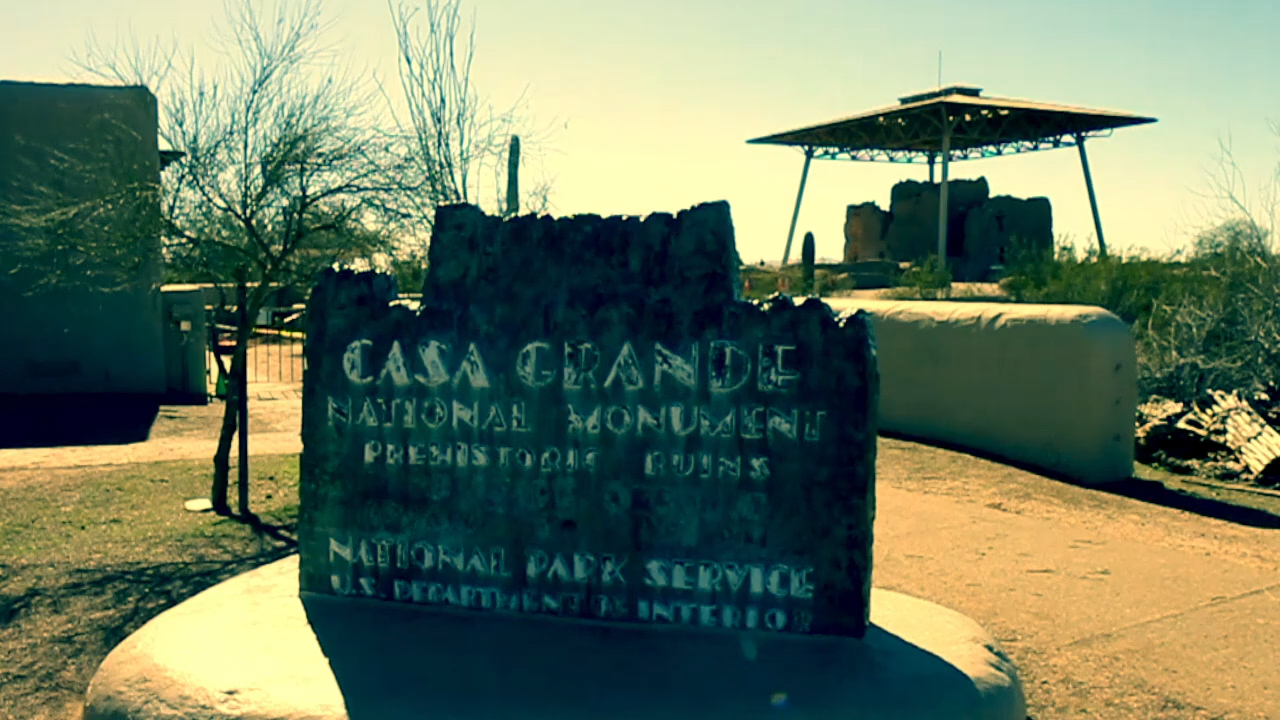 CASA GRANDE
NATIONAL MONUMENT
PREHISTORIC RUINS
NATIONAL PARK SERVICE
U.S. DEPARTMENT OF INTERIOR